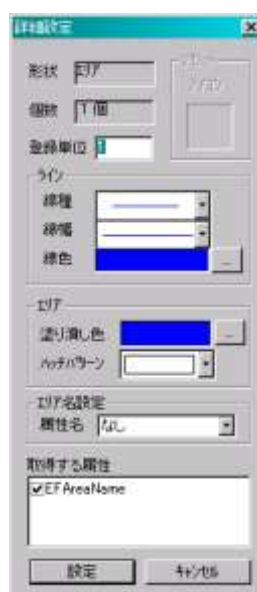 詳細設定
形状 エリア
個数 1個
登録単位 1
ライン
線種
線幅
線色
...
エリア
塗り潰し色 ...
ハッチパターン
エリア名設定
属性名 なし
取得する属性
EFAreaName
設定 キャンセル